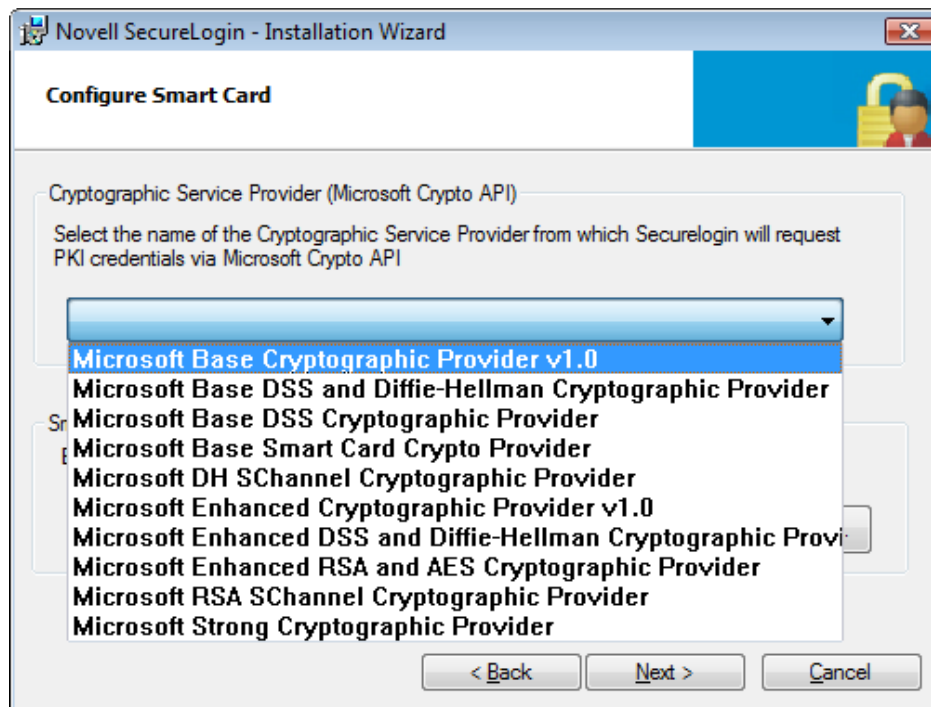 Novell SecureLogin - Installation Wizard
Configure Smart Card
Cryptographic Service Provider (Microsoft Crypto API)
Select the name of the Cryptographic Service Provider from which Securelogin will request
PKI credentials via Microsoft Crypto API
Microsoft Base Cryptographic Provider v1.0
Microsoft Base DSS and Diffie-Hellman Cryptographic Provider
Microsoft Base DSS Cryptographic Provider
Microsoft Base Smart Card Crypto Provider
Microsoft DH SChannel Cryptographic Provider
Microsoft Enhanced Cryptographic Provider v1.0
Microsoft Enhanced DSS and Diffie-Hellman Cryptographic Provi
Microsoft Enhanced RSA and AES Cryptographic Provider
Microsoft RSA SChannel Cryptographic Provider
Microsoft Strong Cryptographic Provider
< Back Next > Cancel